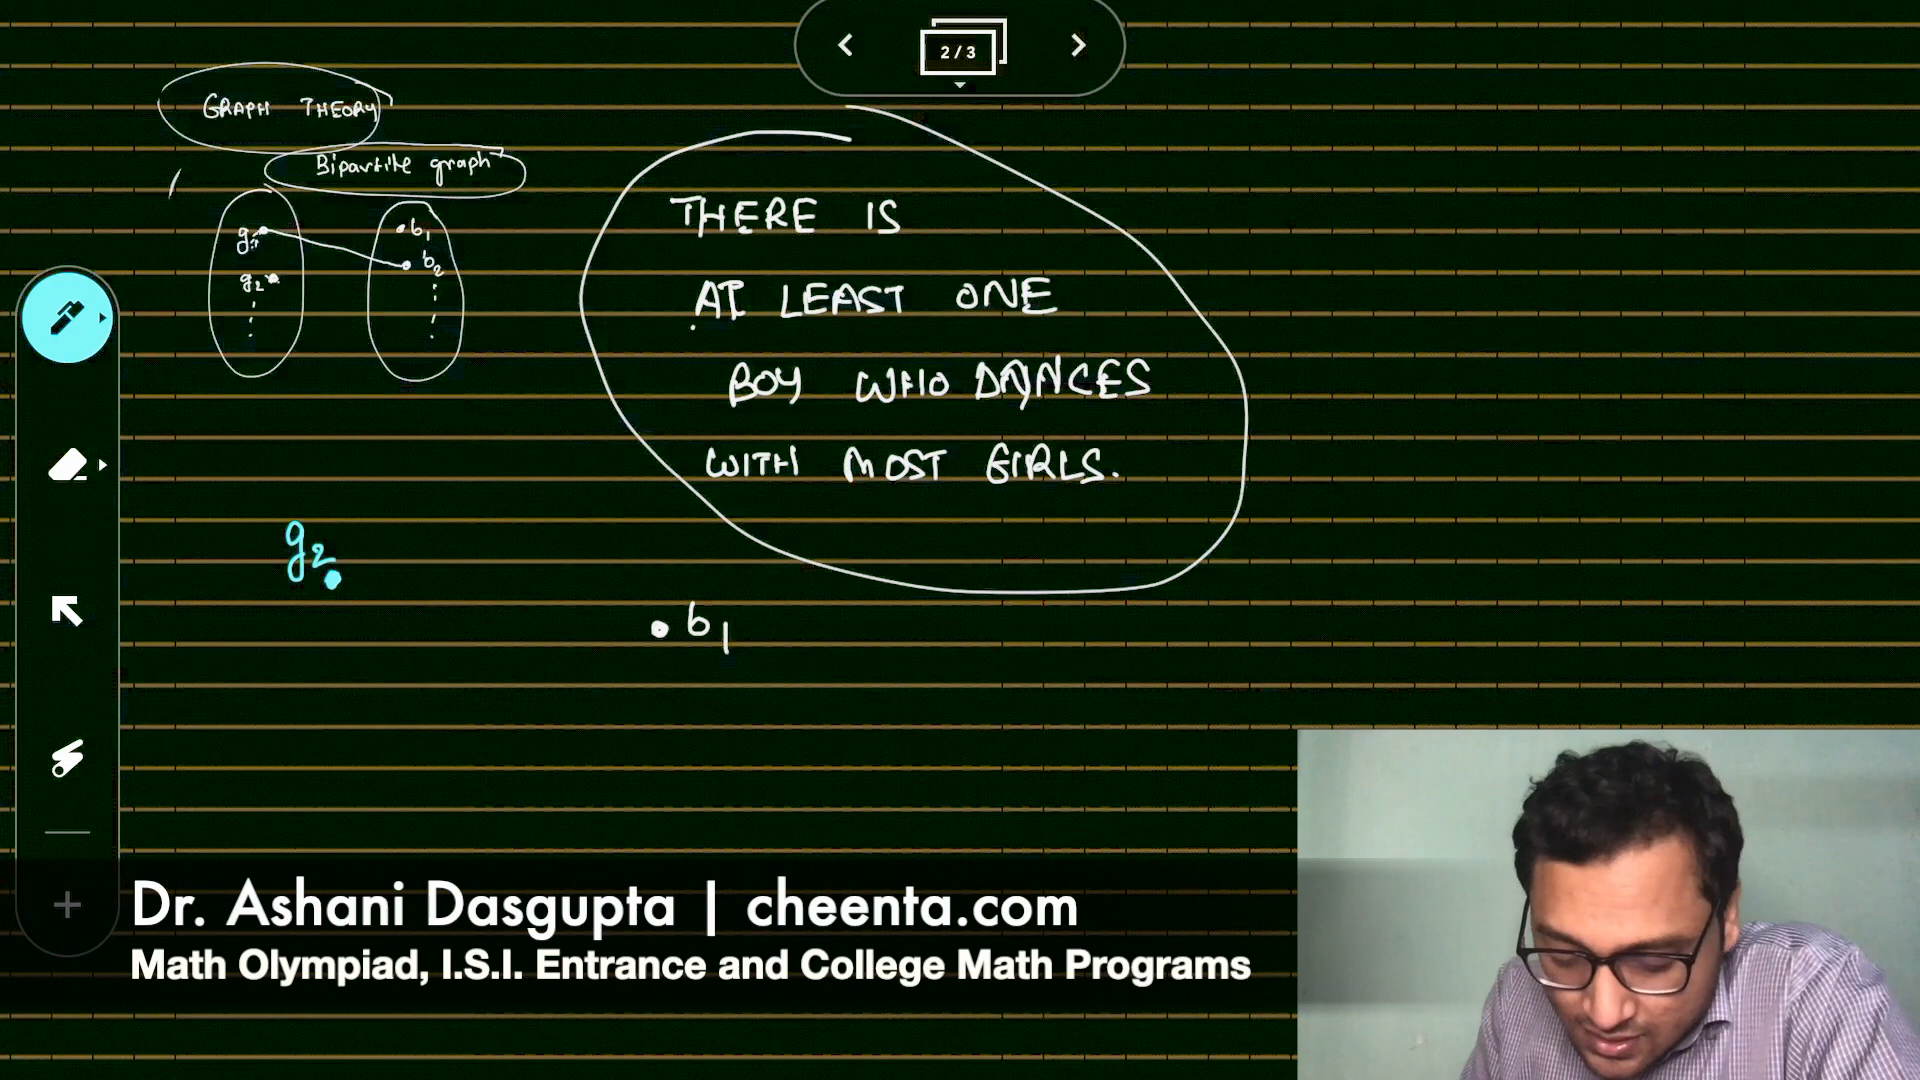 2/3
GRAPH THEORY
Bipartite graph
g1
b1
g2
b2
THERE IS
AT LEAST ONE
BOY WHO DANCES
WITH MOST GIRLS.
g2
b1
Dr. Ashani Dasgupta | cheenta.com
Math Olympiad, I.S.I. Entrance and College Math Programs